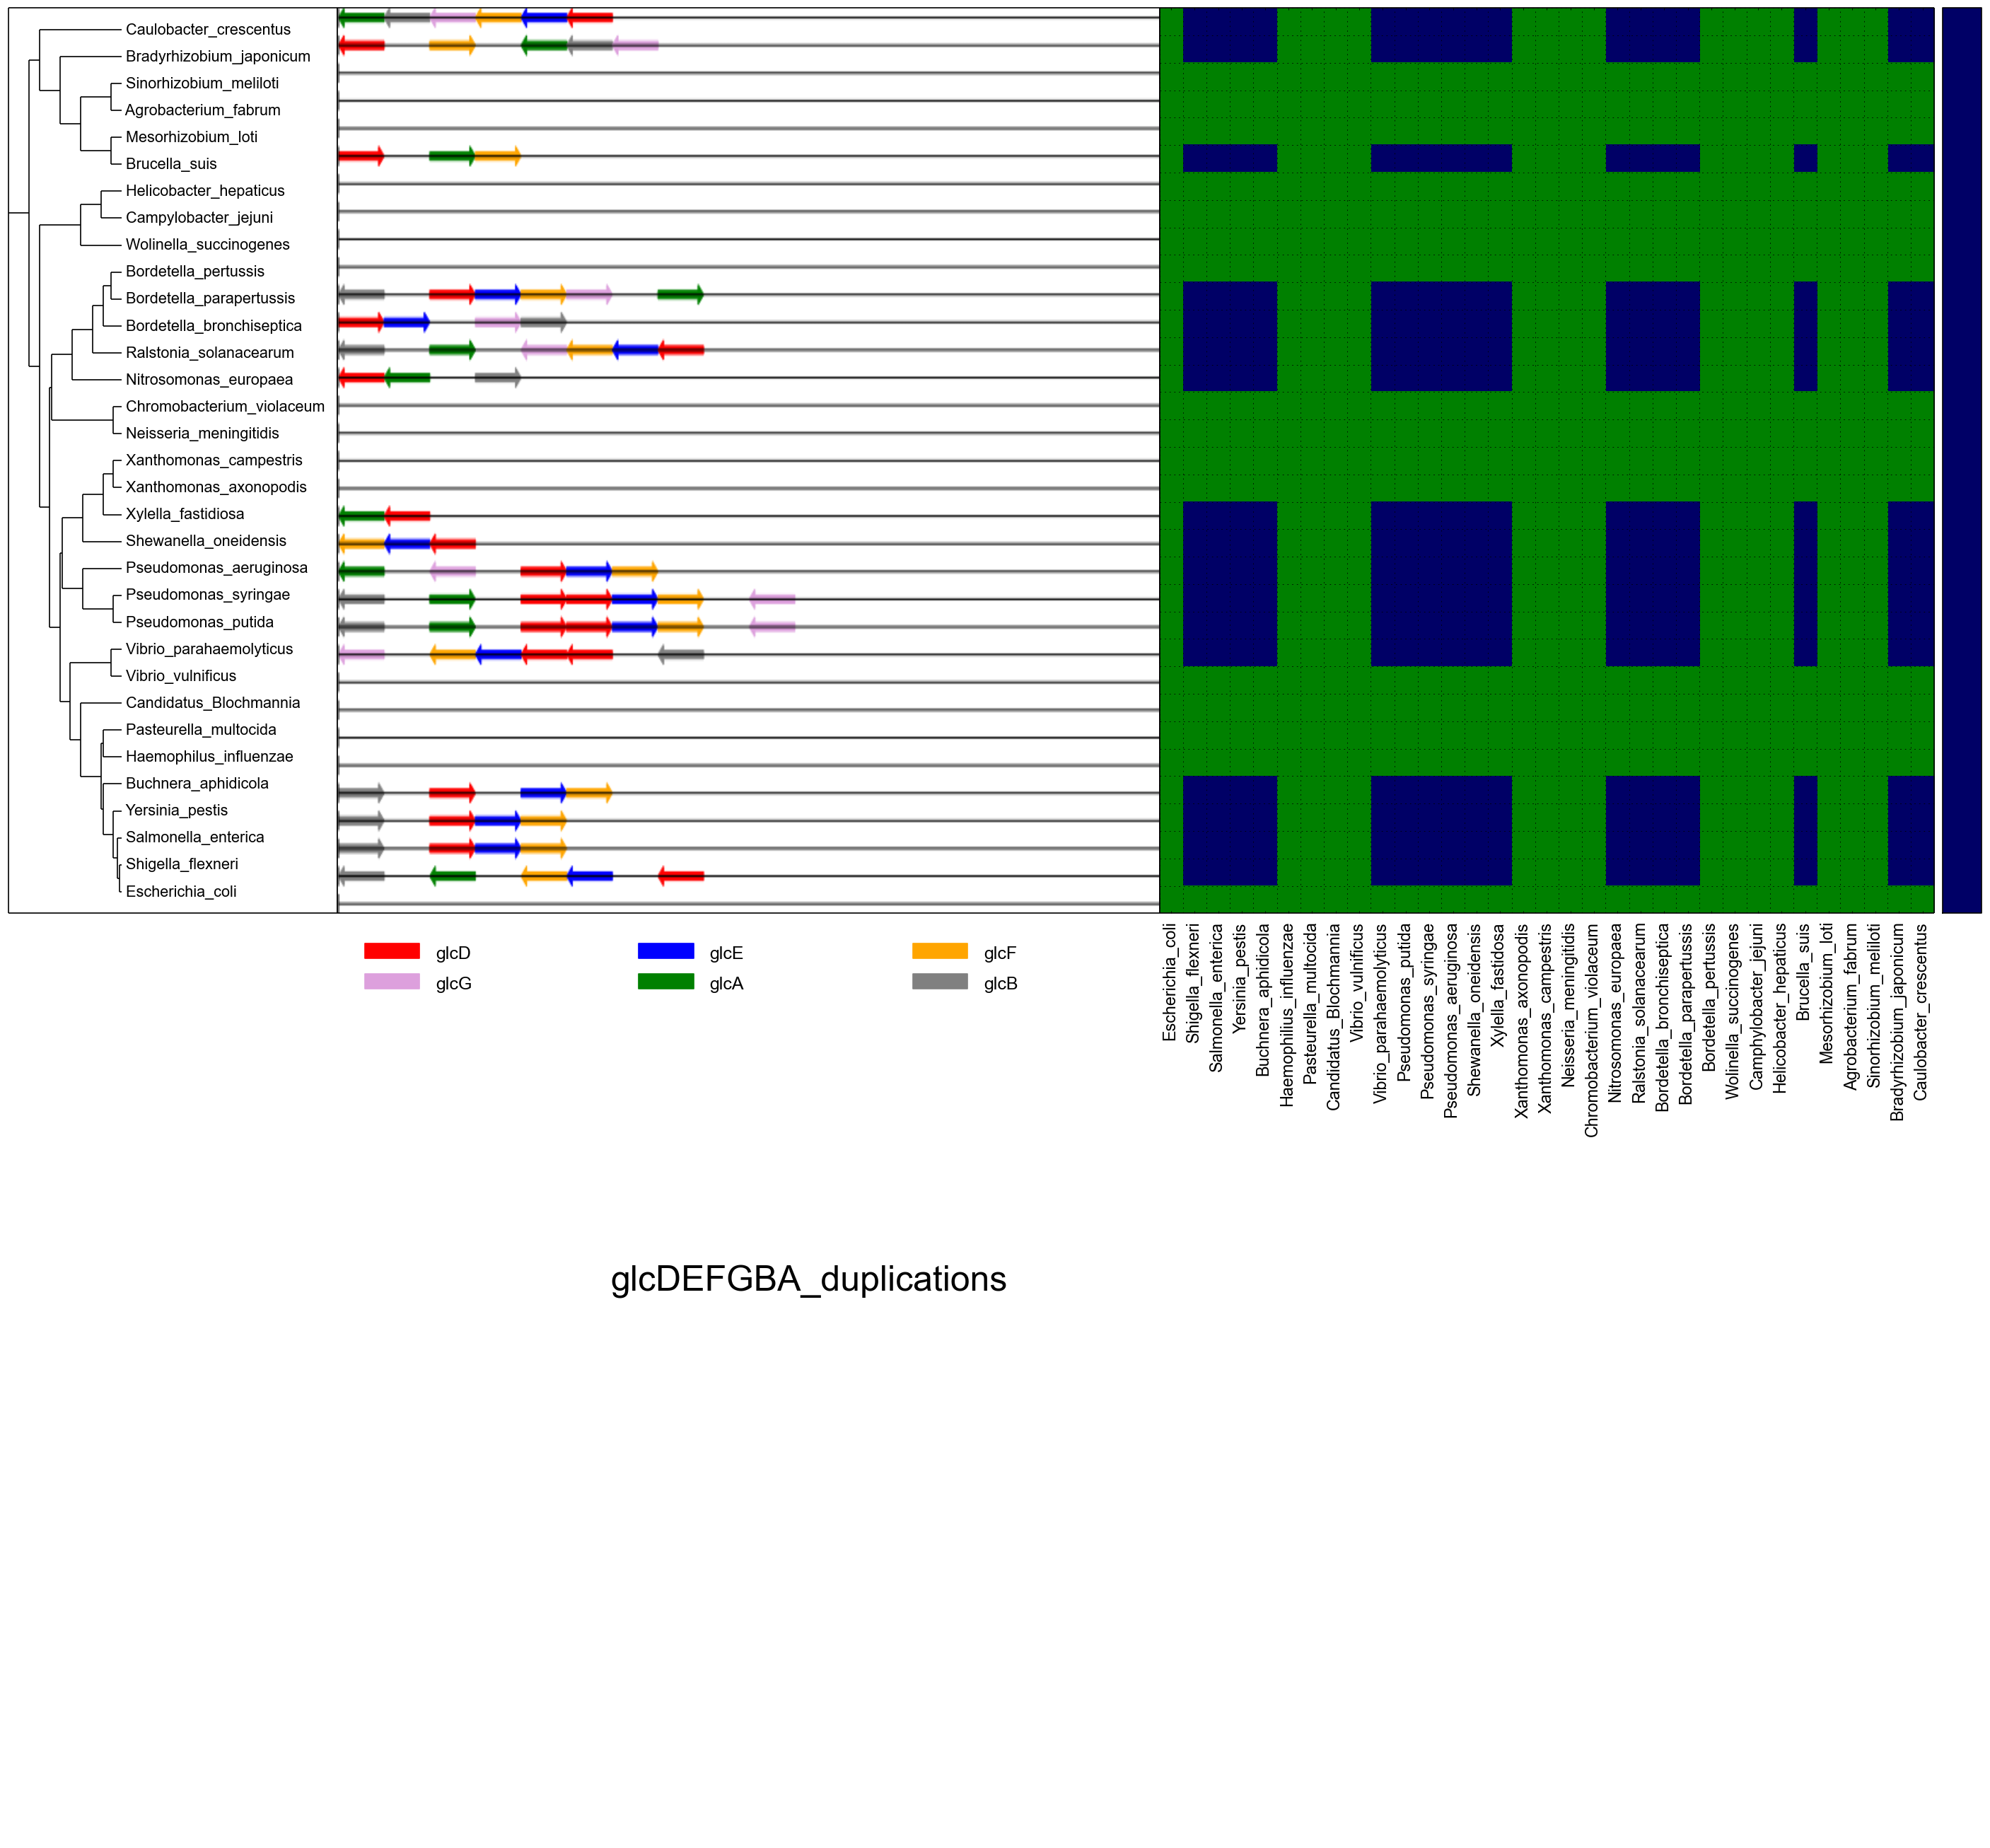 Caulobacter_crescentus
Bradyrhizobium_japonicum
Sinorhizobium_meliloti
Agrobacterium_fabrum
Mesorhizobium_loti
Brucella_suis
Helicobacter_hepaticus
Campylobacter_jejuni
Wolinella_succinogenes
Bordetella_pertussis
Bordetella_parapertussis
Bordetella_bronchiseptica
Ralstonia_solanacearum
Nitrosomonas_europaea
Chromobacterium_violaceum
Neisseria_meningitidis
Xanthomonas_campestris
Xanthomonas_axonopodis
Xylella_fastidiosa
Shewanella_oneidensis
Pseudomonas_aeruginosa
Pseudomonas_syringae
Pseudomonas_putida
Vibrio_parahaemolyticus
Vibrio_vulnificus
Candidatus_Blochmannia
Pasteurella_multocida
Haemophilus_influenzae
Buchnera_aphidicola
Yersinia_pestis
Salmonella_enterica
Shigella_flexneri
Escherichia_coli
glcD glcE glcF
glcG glcA glcB
Escherichia_coli
Shigella_flexneri
Salmonella_enterica
Yersinia_pestis
Buchnera_aphidicola
Haemophilius_influenzae
Pasteurella_multocida
Candidatus_Blochmannia
Vibrio_vulnificus
Vibrio_parahaemolyticus
Pseudomonas_putida
Pseudomonas_syringae
Pseudomonas_aeruginosa
Shewanella_oneidensis
Xylella_fastidosa
Xanthomonas_axonopodis
Xanthomonas_campestris
Neisseria_meningitidis
Chromobacterium_violaceum
Nitrosomonas_europaea
Ralstonia_solanacearum
Bordetella_bronchiseptica
Bordetella_parapertussis
Bordetella_pertussis
Wolinella_succinogenes
Camphylobacter_jejuni
Helicobacter_hepaticus
Brucella_suis
Mesorhizobium_loti
Agrobacterium_fabrum
Sinorhizobium_meliloti
Bradyrhizobium_japonicum
Caulobacter_crescentus
glcDEFGBA_duplications